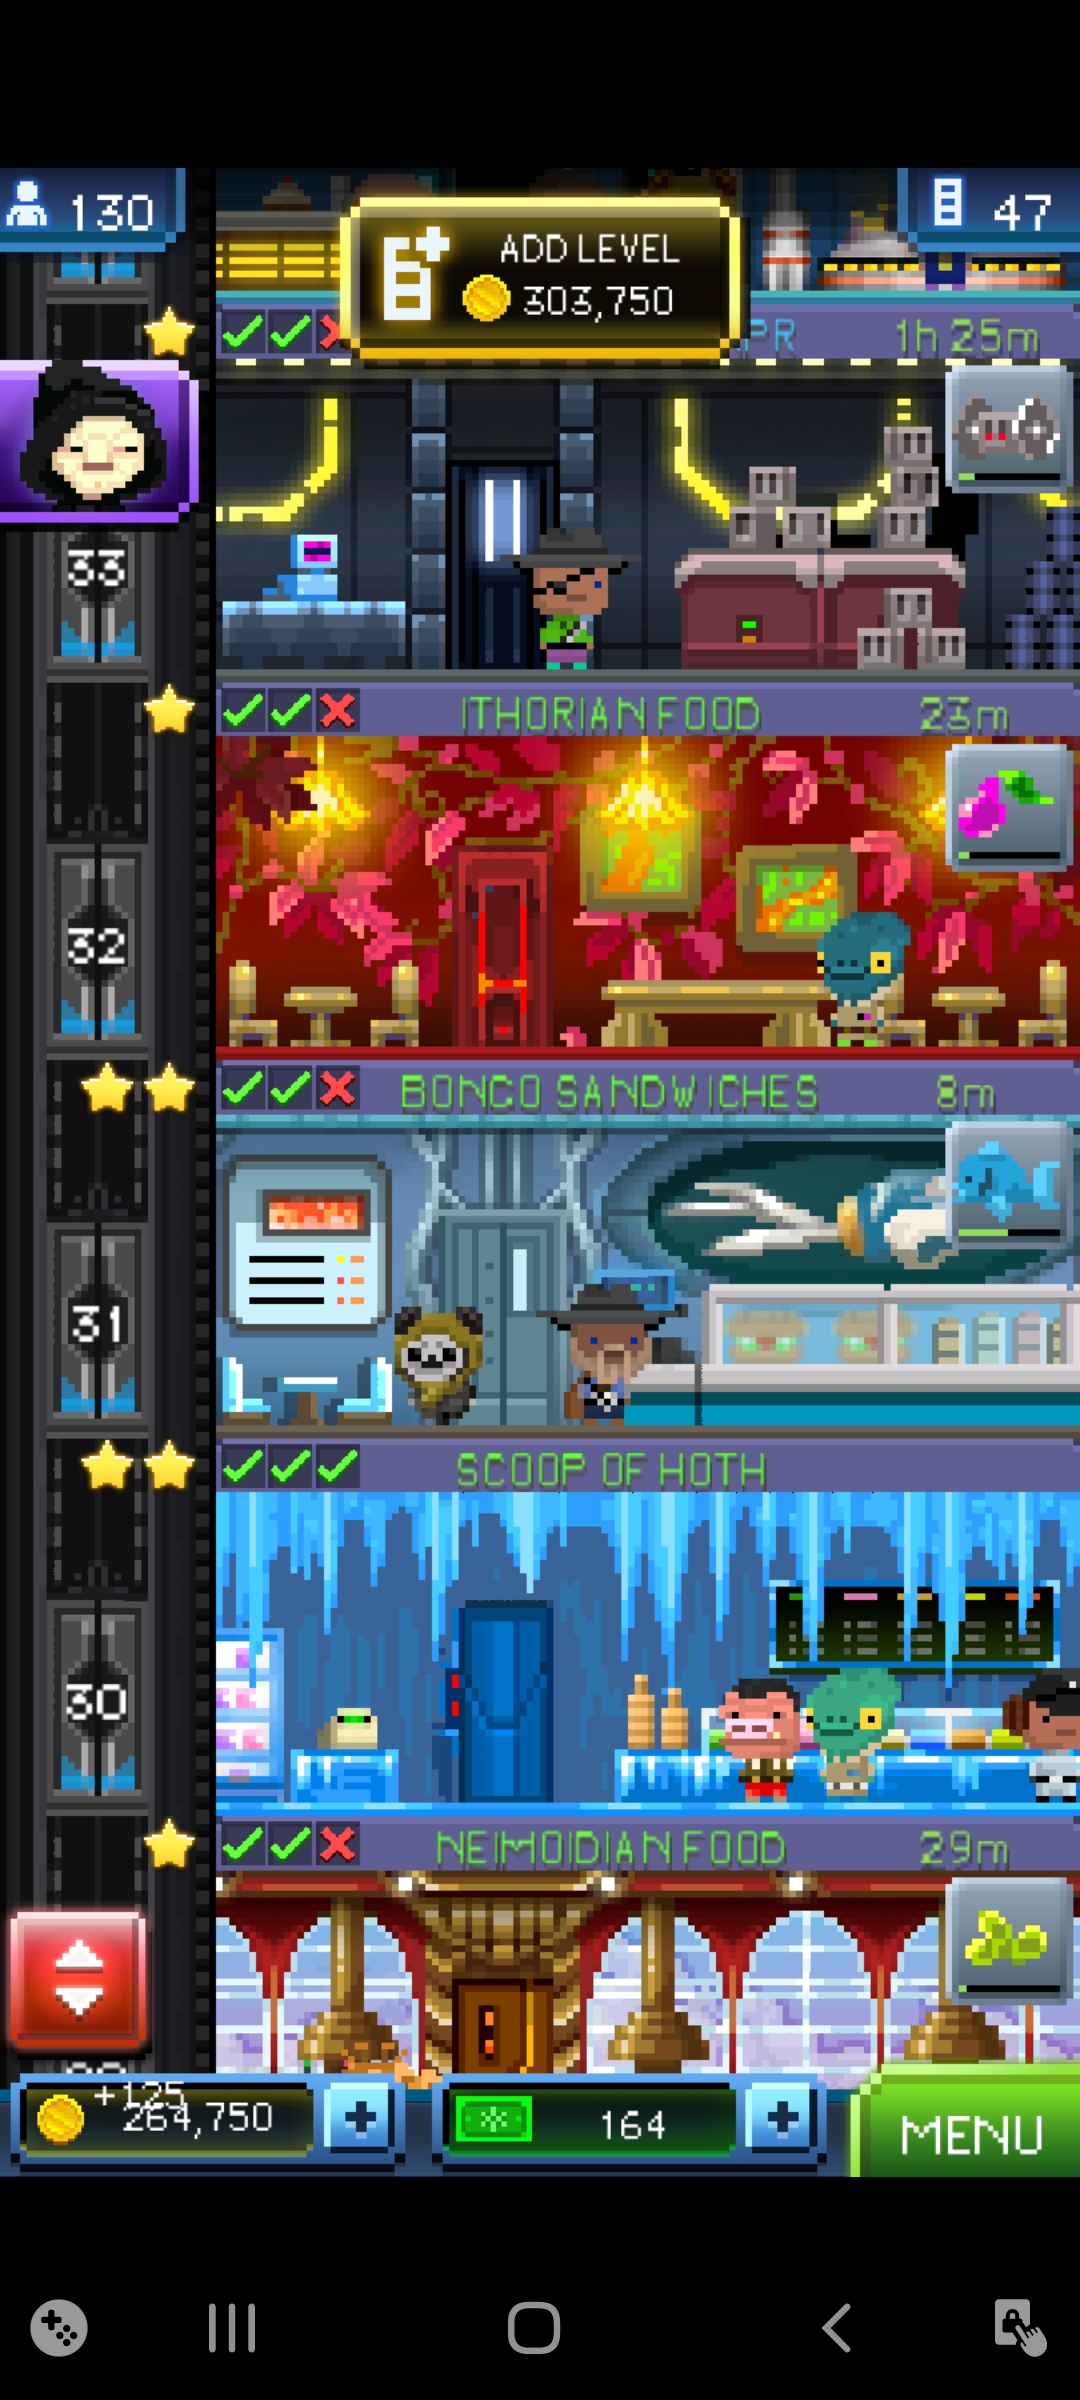 130
ADD LEVEL
303,750
47
PR
1h 25m
33
ITHORIAN FOOD
23m
32
BONGO SANDWICHES
8m
31
SCOOP OF HOTH
30
NEIMOIDIAN FOOD
29m
+125
264,750
164
MENU